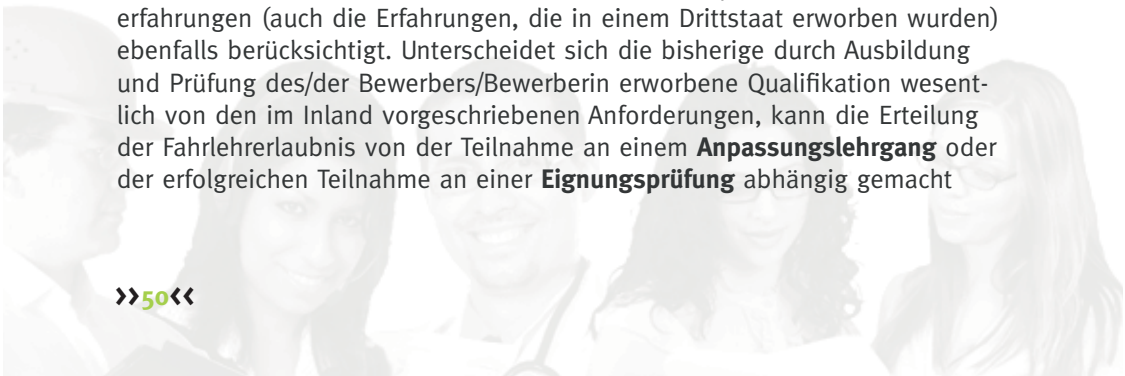 erfahrungen (auch die Erfahrungen, die in einem Drittstaat erworben wurden)
ebenfalls berücksichtigt. Unterscheidet sich die bisherige durch Ausbildung
und Prüfung des/der Bewerbers/Bewerberin erworbene Qualifikation wesent-
lich von den im Inland vorgeschriebenen Anforderungen, kann die Erteilung
der Fahrlehrerlaubnis von der Teilnahme an einem Anpassungslehrgang oder
der erfolgreichen Teilnahme an einer Eignungsprüfung abhängig gemacht
>>50<<